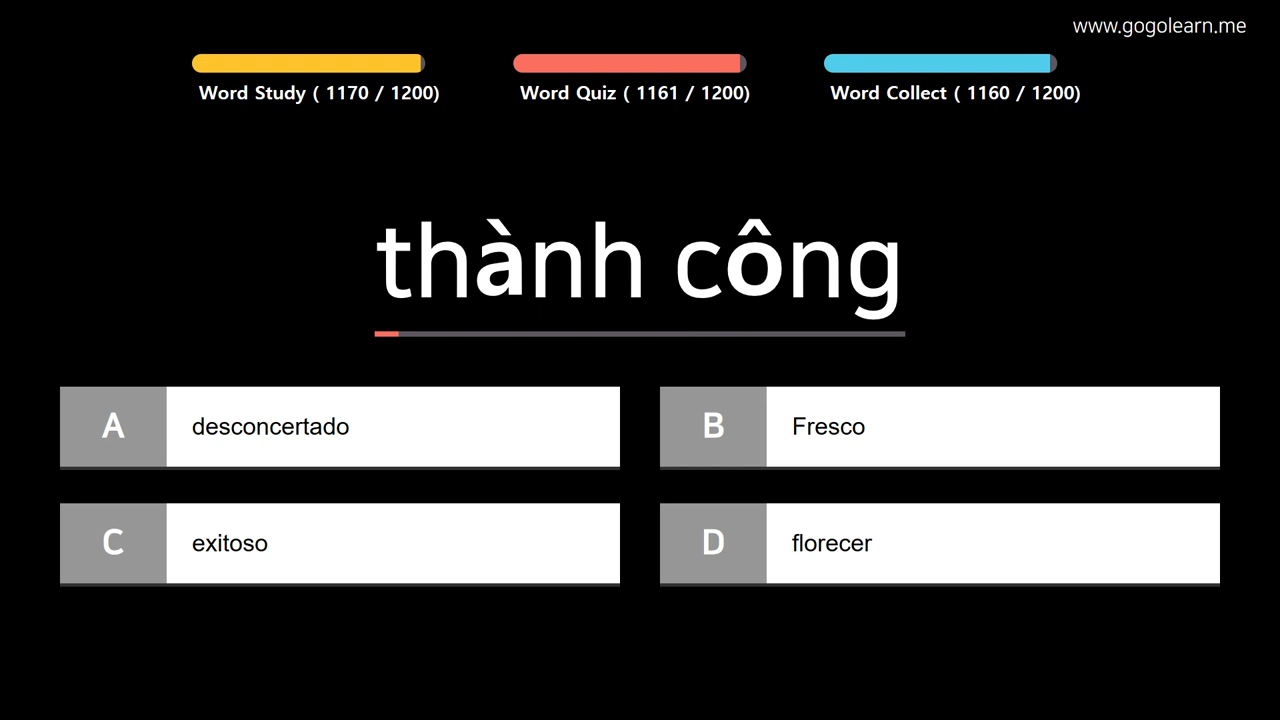 www.gogolearn.me
Word Study ( 1170 / 1200)
Word Quiz ( 1161 / 1200)
Word Collect ( 1160 / 1200)
thành công
A desconcertado
B Fresco
C exitoso
D florecer